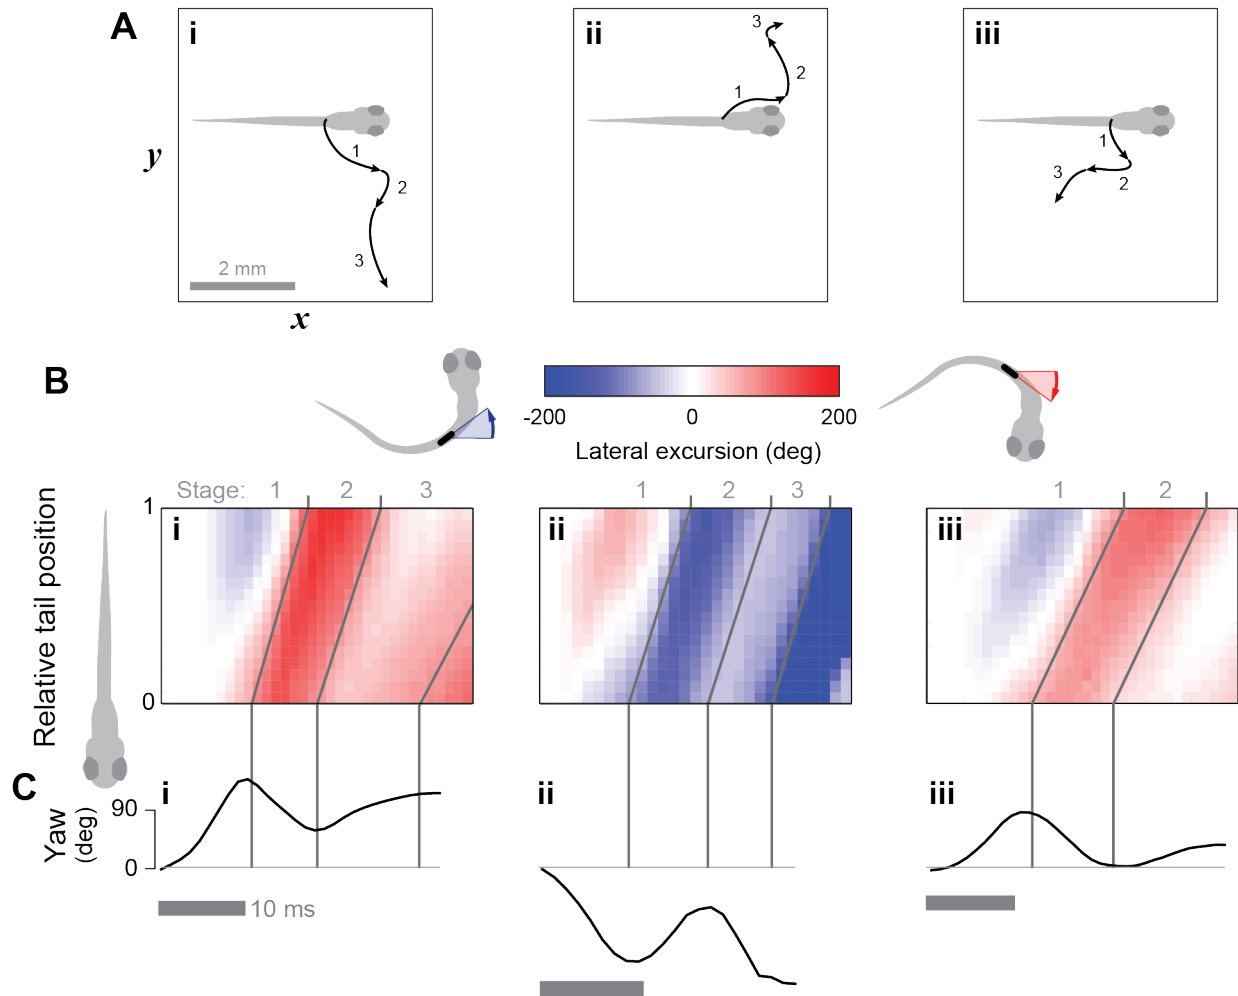 A
i
ii
iii
3
2
1
1
2
3
1
2
3
y
2 mm
x
B
-200
0
200
Lateral excursion (deg)
Stage: 1 2 3
1 2 3
1 2
Relative tail position
1
0
i
ii
iii
C
i
ii
iii
Yaw
(deg)
90
0
10 ms